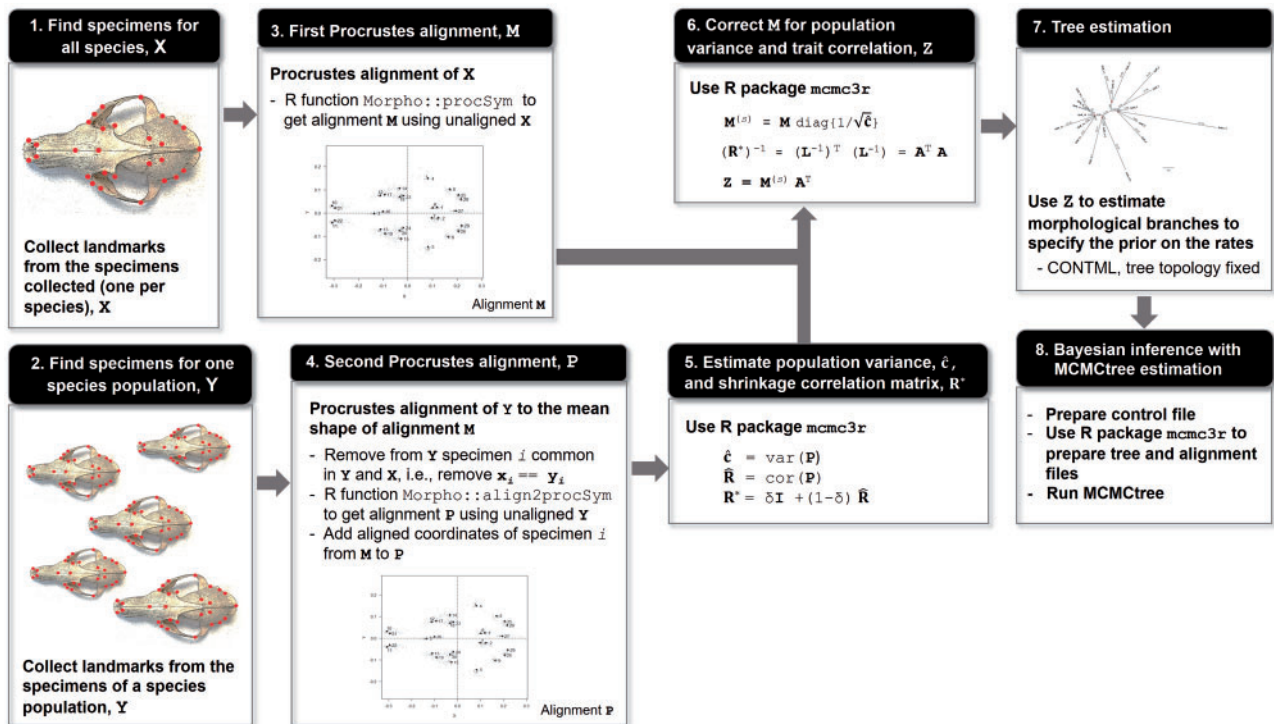 1. Find specimens for
all species, X
Collect landmarks
from the specimens
collected (one per
species), X
3. First Procrustes alignment, M
Procrustes alignment of X
- R function Morpho::procSym to
get alignment M using unaligned X
Alignment M
6. Correct M for population
variance and trait correlation, Z
Use R package mcmc3r
M(s) = M diag{1/√ĉ}
(R*)-1 = (L-1)T (L-1) = AT A
Z = M(s) AT
7. Tree estimation
Use Z to estimate
morphological branches to
specify the prior on the rates
- CONTML, tree topology fixed
2. Find specimens for one
species population, Y
Collect landmarks from the
specimens of a species
population, Y
4. Second Procrustes alignment, P
Procrustes alignment of Y to the mean
shape of alignment M
- Remove from Y specimen i common
in Y and X, i.e., remove xi == yi
- R function Morpho::align2procSym
to get alignment P using unaligned Y
- Add aligned coordinates of specimen i
from M to P
Alignment P
5. Estimate population variance, ĉ,
and shrinkage correlation matrix, R*
Use R package mcmc3r
ĉ = var(P)
R̂ = cor(P)
R* = δI +(1-δ) R̂
8. Bayesian inference with
MCMCtree estimation
- Prepare control file
- Use R package mcmc3r to
prepare tree and alignment
files
- Run MCMCtree